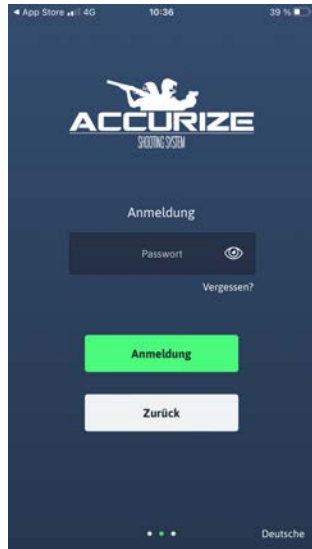 App Store 4G 10:36 39 %
ACCURIZE
SHOOTING SYSTEM
Anmeldung
Passwort
Vergessen?
Anmeldung
Zurück
Deutsche